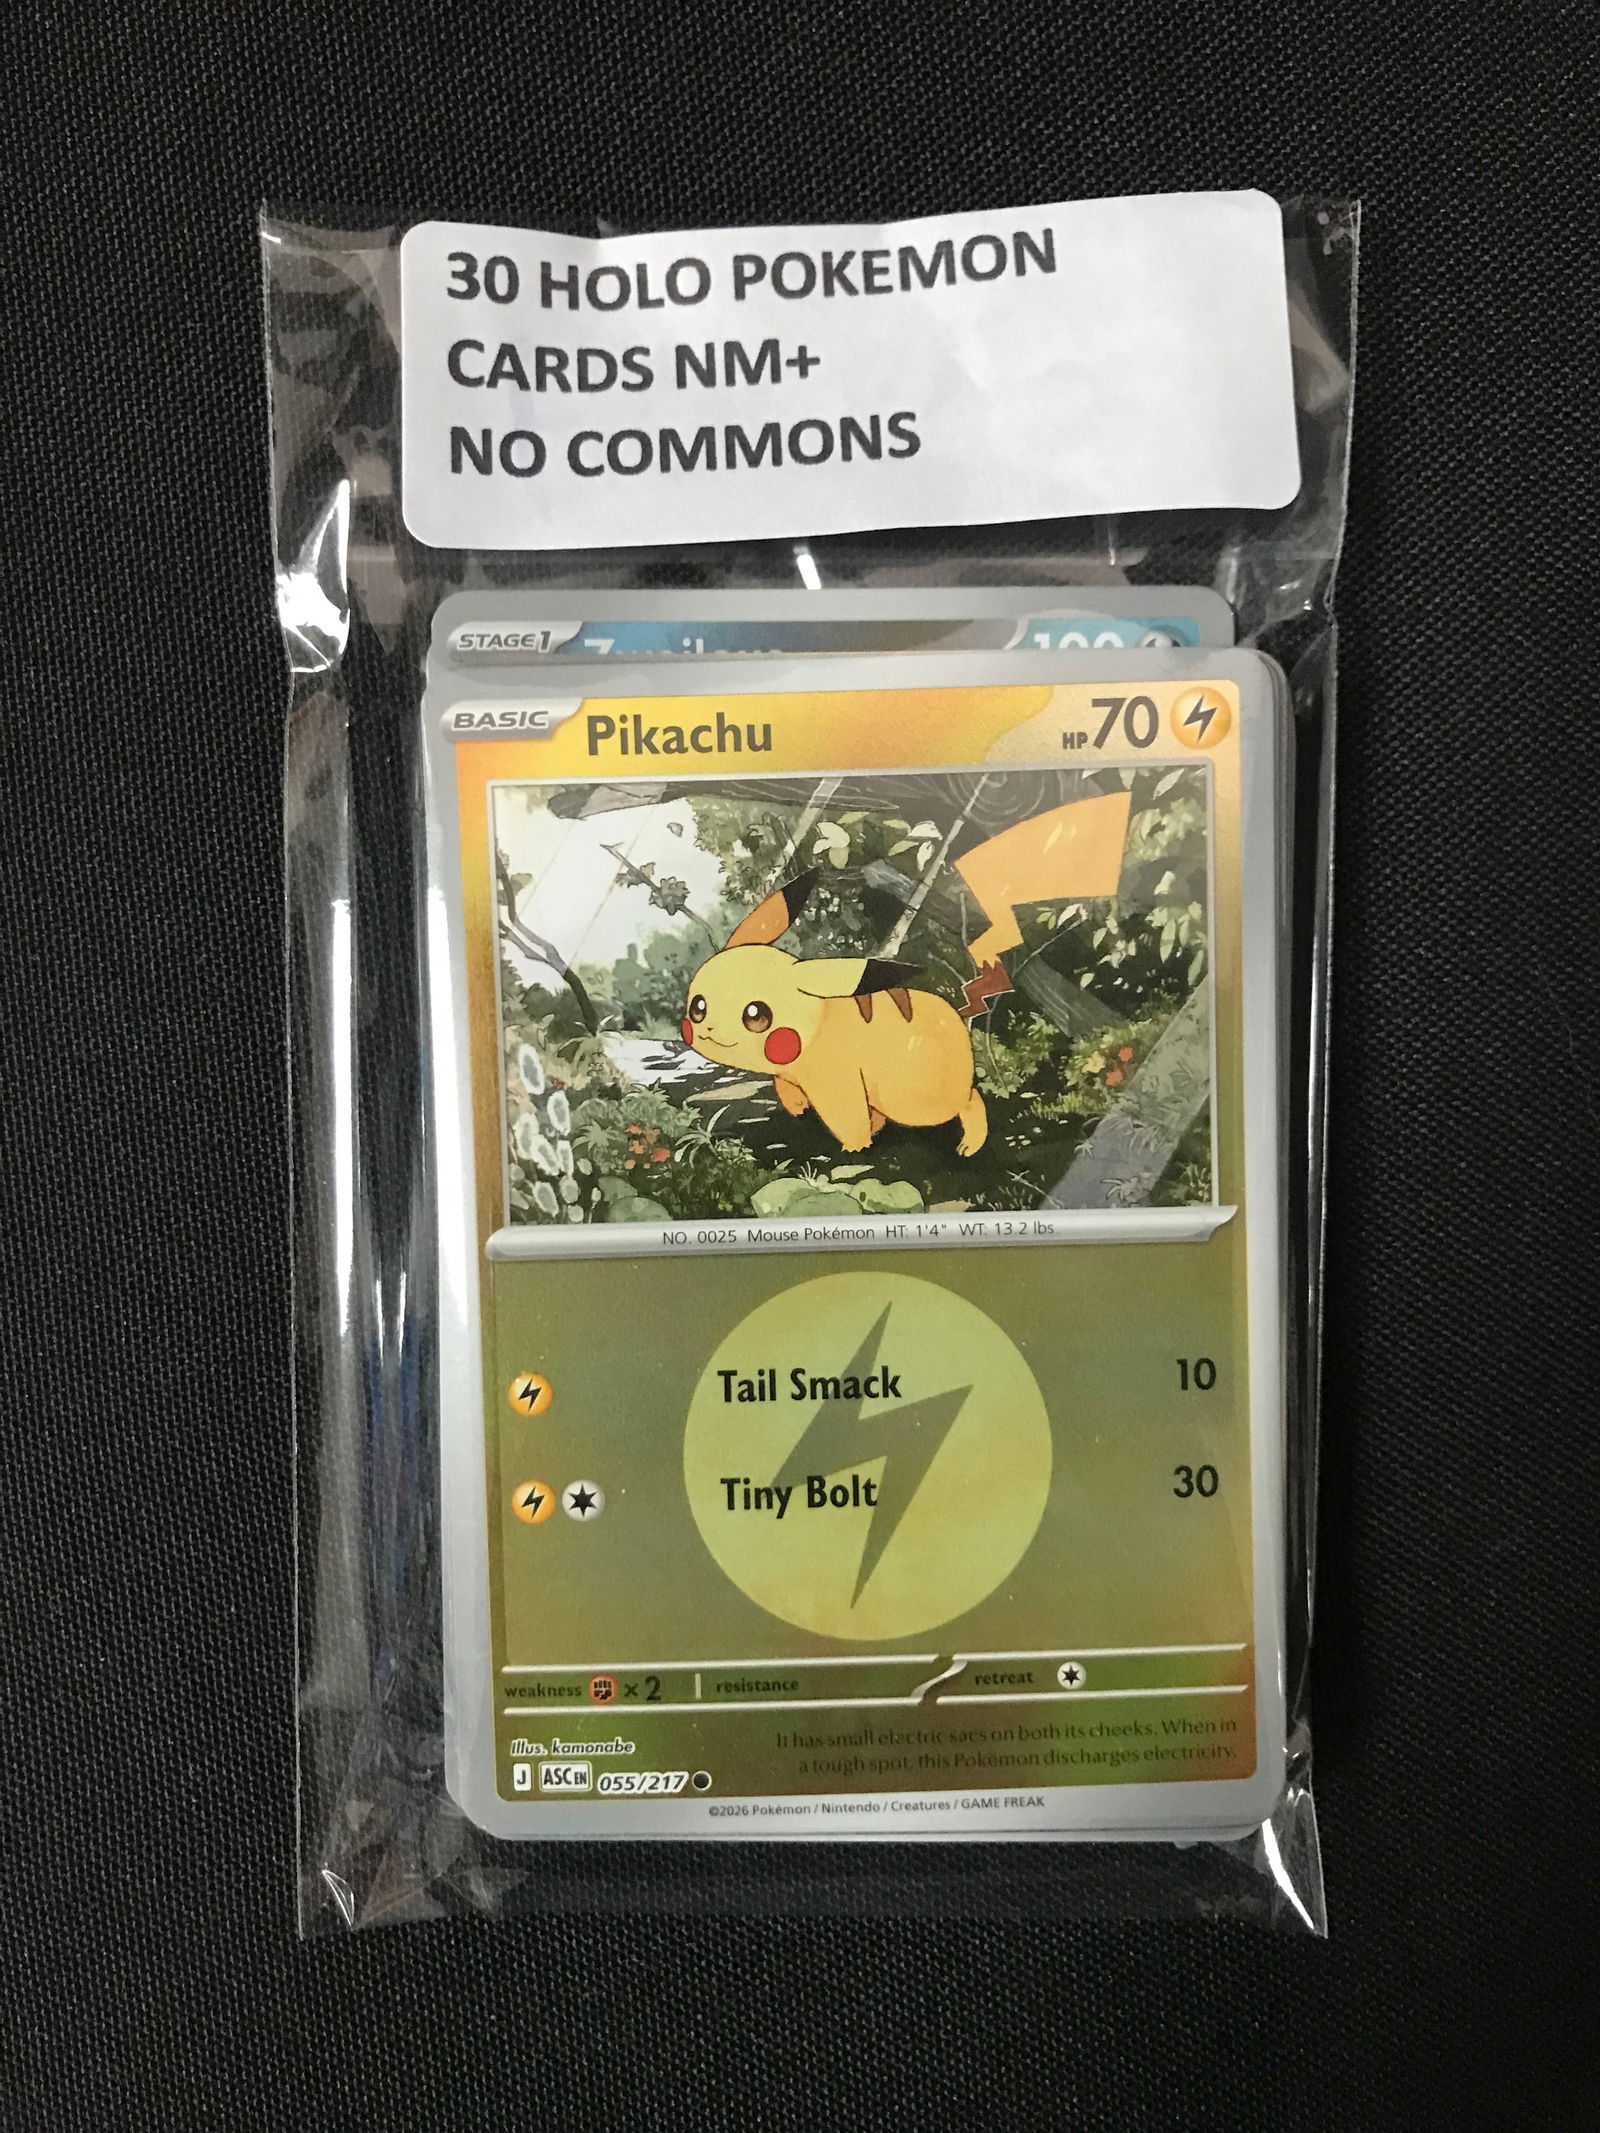 30 HOLO POKEMON
CARDS NM+
NO COMMONS
STAGE1
BASIC Pikachu HP 70
NO. 0025 Mouse Pokémon HT: 1'4" WT: 13.2 lbs.
Tail Smack 10
Tiny Bolt 30
weakness ×2 resistance retreat
Illus. kamonabe
It has small electric sacs on both its cheeks. When in
a tough spot, this Pokémon discharges electricity.
J ASC EN 055/217
©2026 Pokémon / Nintendo / Creatures / GAME FREAK